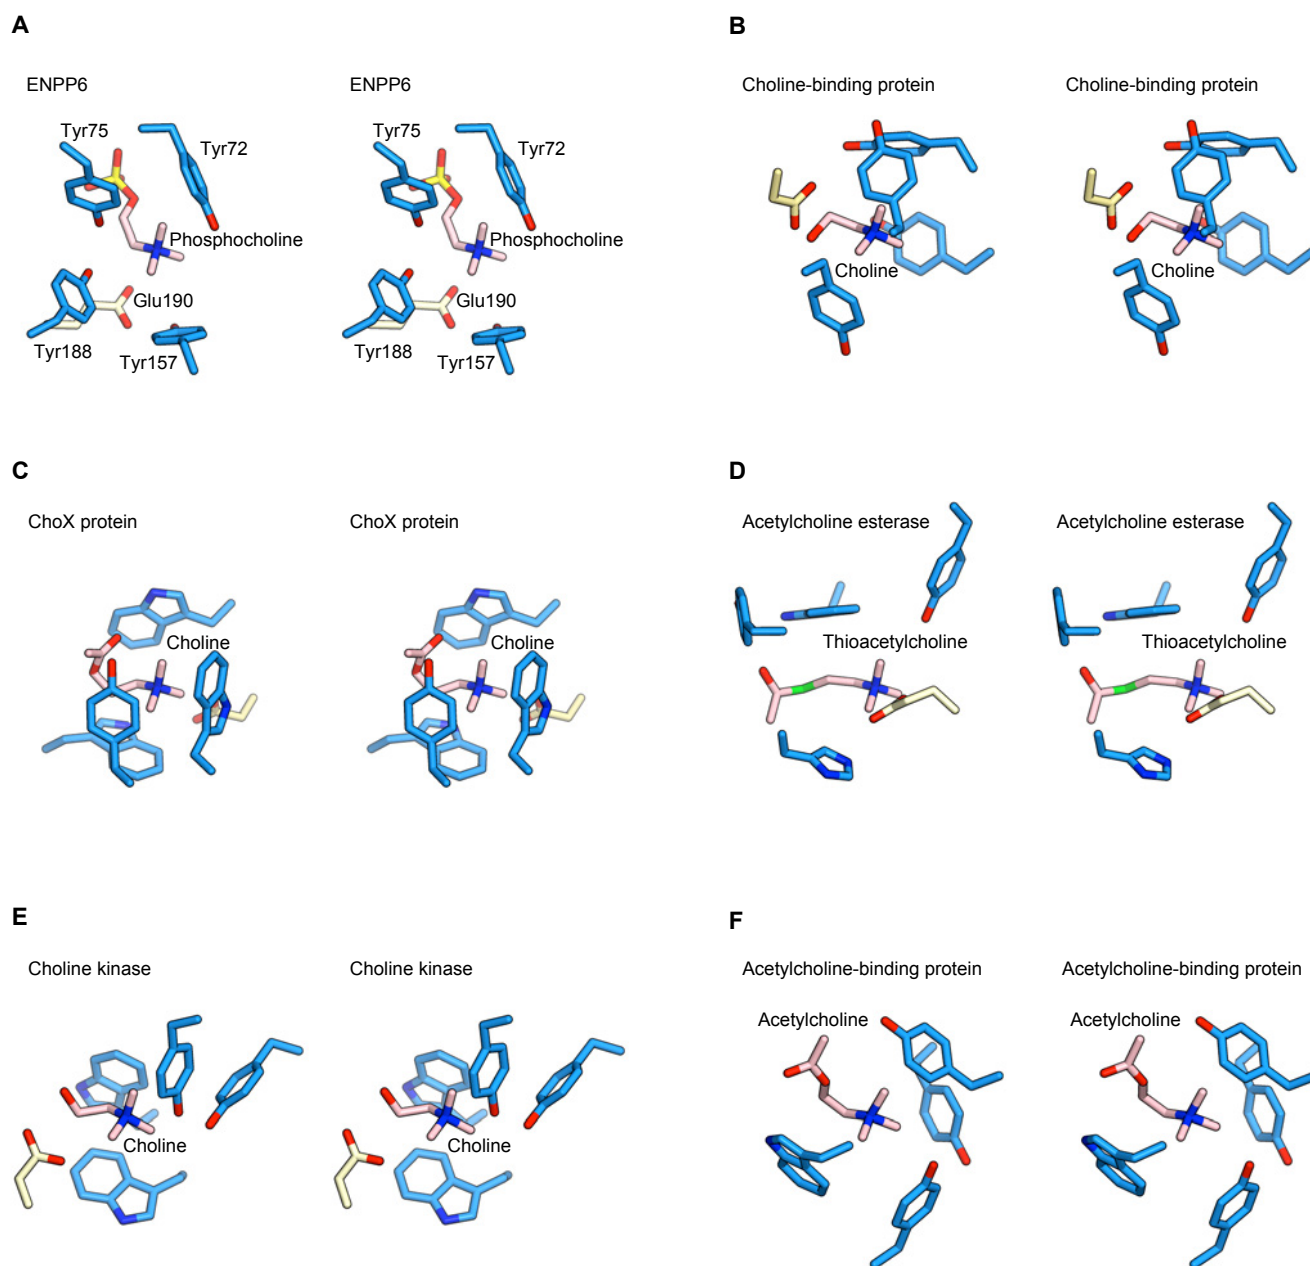 A
ENPP6
ENPP6
Tyr75
Tyr72
Tyr75
Tyr72
Phosphocholine
Phosphocholine
Glu190
Glu190
Tyr188
Tyr157
Tyr188
Tyr157
B
Choline-binding protein
Choline-binding protein
Choline
Choline
C
ChoX protein
ChoX protein
Choline
Choline
D
Acetylcholine esterase
Acetylcholine esterase
Thioacetylcholine
Thioacetylcholine
E
Choline kinase
Choline kinase
Choline
Choline
F
Acetylcholine-binding protein
Acetylcholine-binding protein
Acetylcholine
Acetylcholine